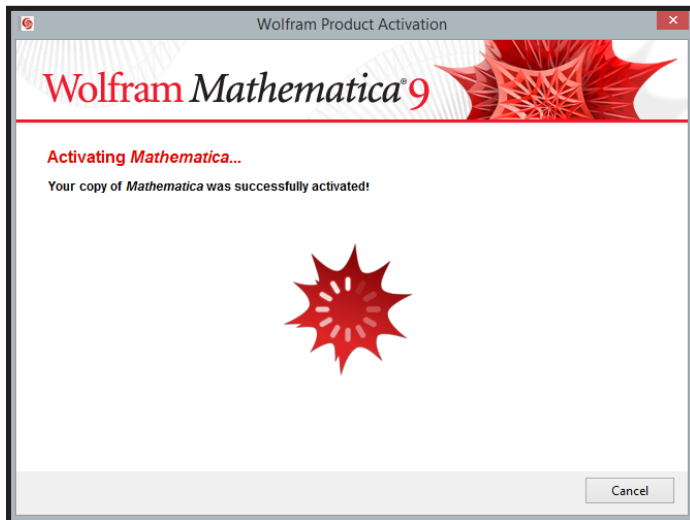 Wolfram Product Activation
Wolfram Mathematica®9
Activating Mathematica...
Your copy of Mathematica was successfully activated!
Cancel